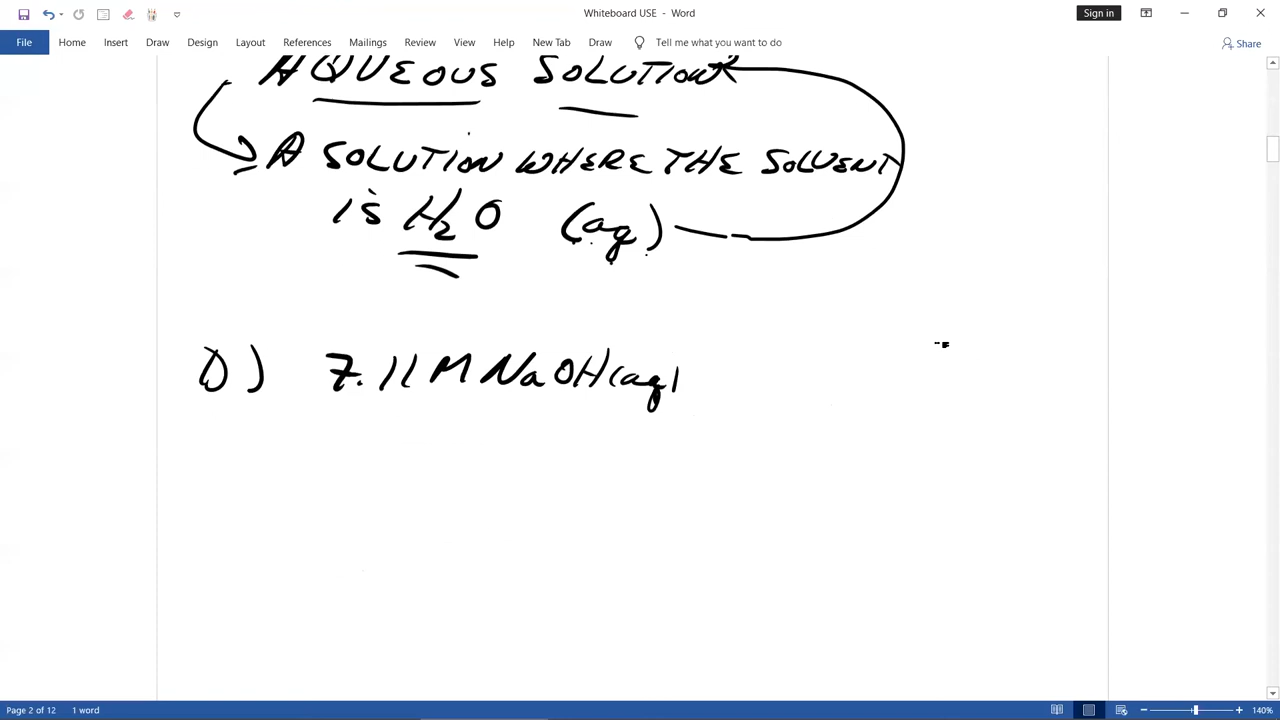 Whiteboard USE - Word
Sign in
File Home Insert Draw Design Layout References Mailings Review View Help New Tab Draw Tell me what you want to do Share
AQUEOUS SOLUTION
A SOLUTION WHERE THE SOLVENT
is H₂O (aq)
D) 7.11 M NaOH(aq)
Page 2 of 12 1 word 140%